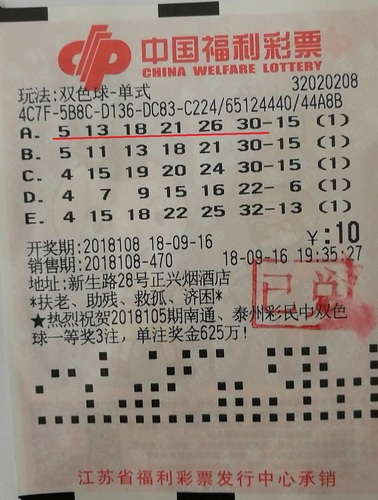 中国福利彩票
CHINA WELFARE LOTTERY
玩法:双色球-单式 32020208
4C7F-5B8C-D136-DC83-C224/65124440/44A8B
A. 5 13 18 21 26 30-15 (1)
B. 5 11 13 18 21 30-15 (1)
C. 4 15 19 20 24 30-15 (1)
D. 4 7 9 15 16 22- 6 (1)
E. 4 15 18 22 25 32-13 (1)
￥:10
开奖期:2018108 18-09-16
销售期:2018108-470 18-09-16 19:35:27
地址:新生路28号正兴烟酒店
*扶老、助残、救孤、济困*
已兑
★热烈祝贺2018105期南通、泰州彩民中双色
球一等奖3注,单注奖金625万!
江苏省福利彩票发行中心承销